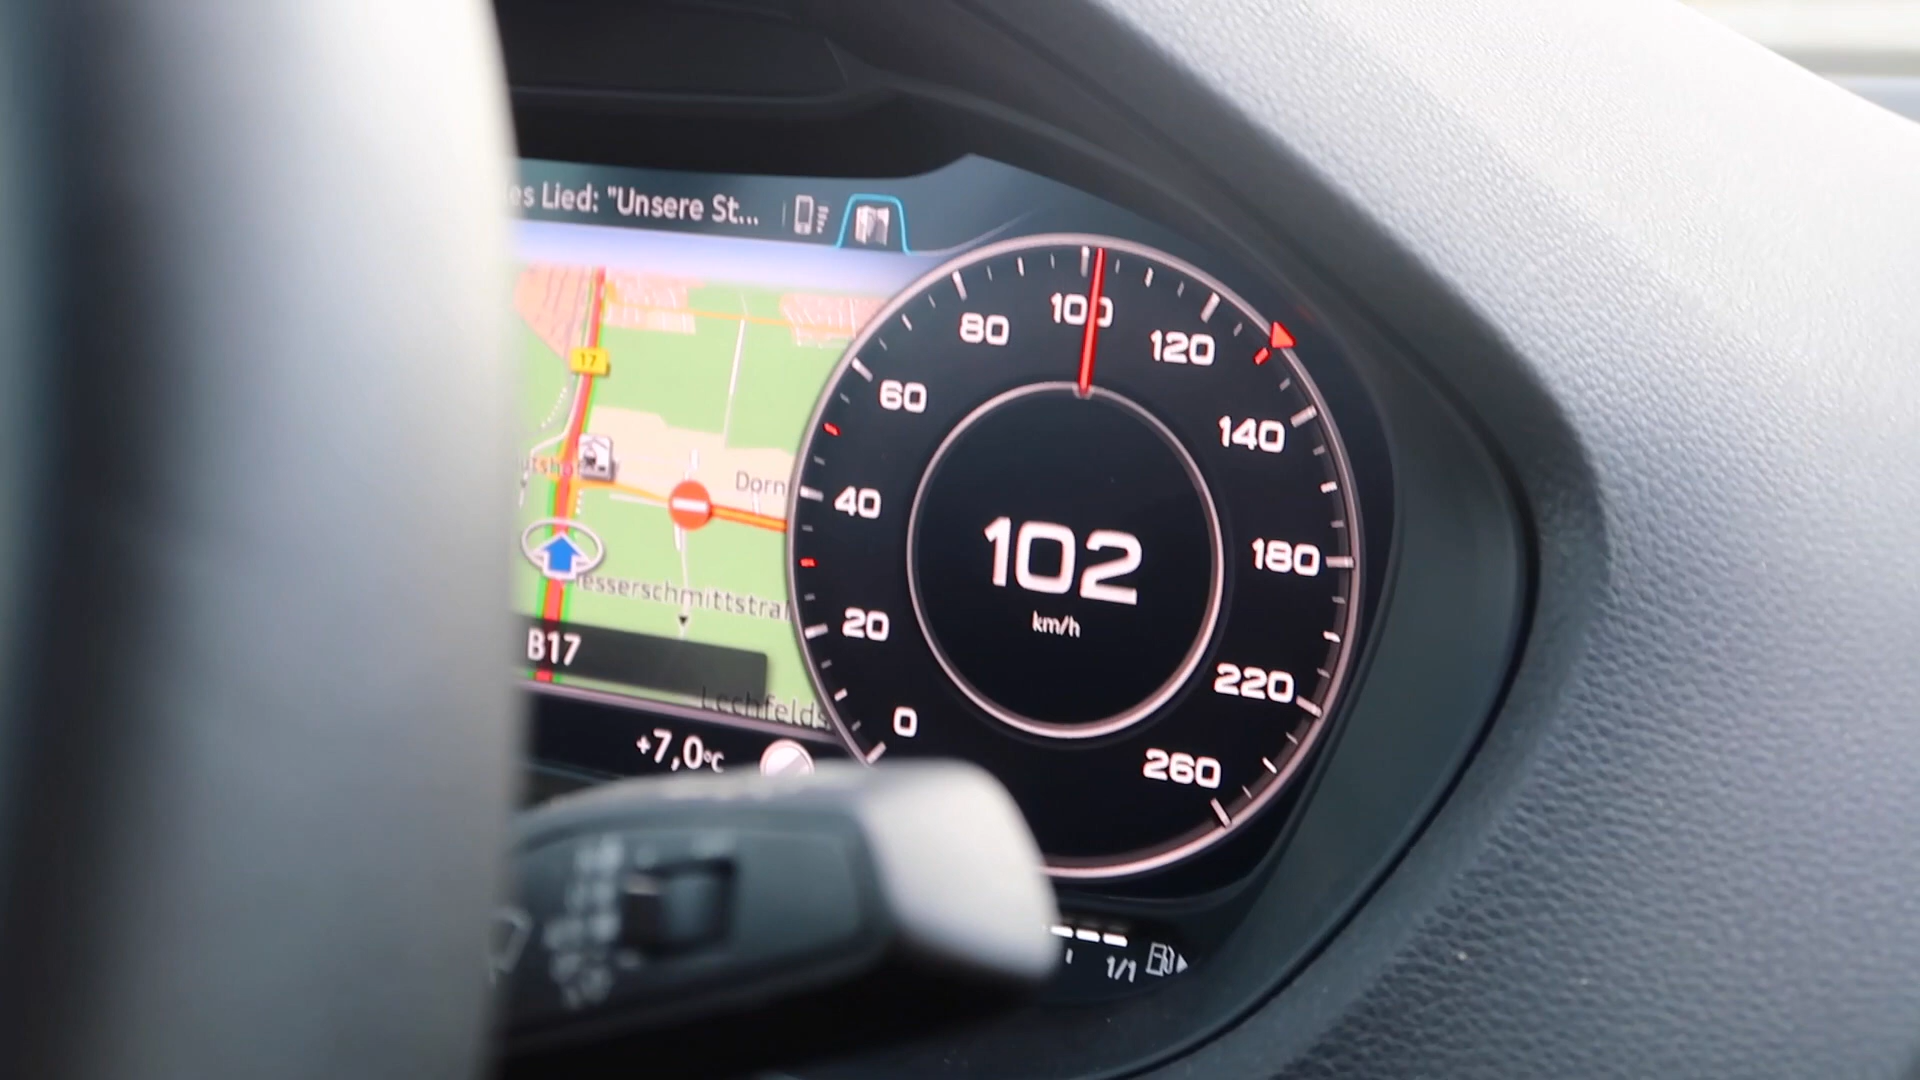 es Lied: "Unsere St...
17
Dorn
esserschmittstraß
B17
Lechfelds
+7,0°C
0
20
40
60
80
100
120
140
180
220
260
102
km/h
1/1